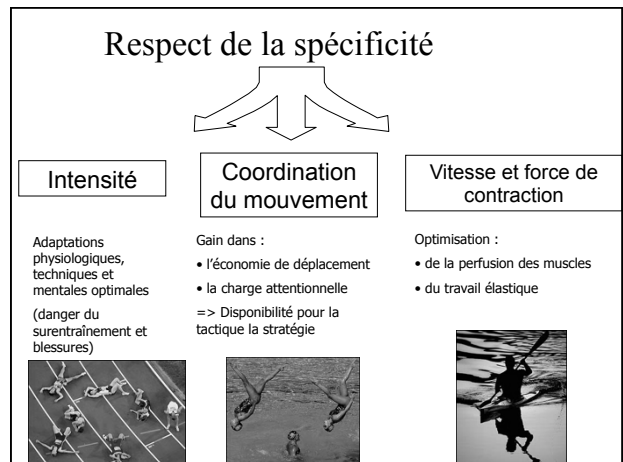 Respect de la spécificité
Intensité
Adaptations
physiologiques,
techniques et
mentales optimales
(danger du
surentraînement et
blessures)
Coordination
du mouvement
Gain dans :
• l'économie de déplacement
• la charge attentionnelle
=> Disponibilité pour la
tactique la stratégie
Vitesse et force de
contraction
Optimisation :
• de la perfusion des muscles
• du travail élastique